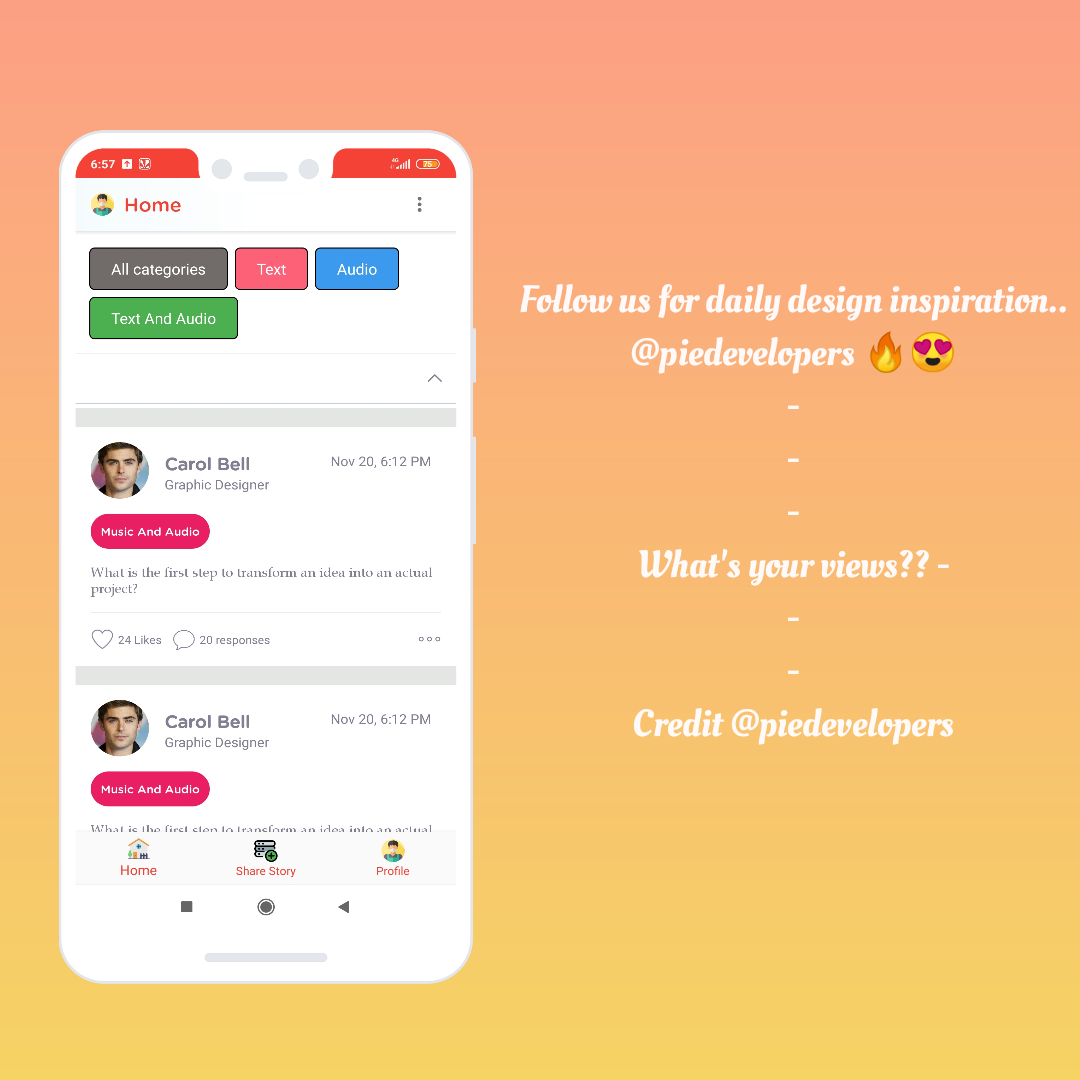 6:57
4G
75
Home
All categories
Text
Audio
Text And Audio
Carol Bell
Nov 20, 6:12 PM
Graphic Designer
Music And Audio
What is the first step to transform an idea into an actual
project?
24 Likes
20 responses
Carol Bell
Nov 20, 6:12 PM
Graphic Designer
Music And Audio
What is the first step to transform an idea into an actual
Home
Share Story
Profile
Follow us for daily design inspiration..
@piedevelopers 🔥😍
-
-
-
What's your views?? -
-
-
Credit @piedevelopers